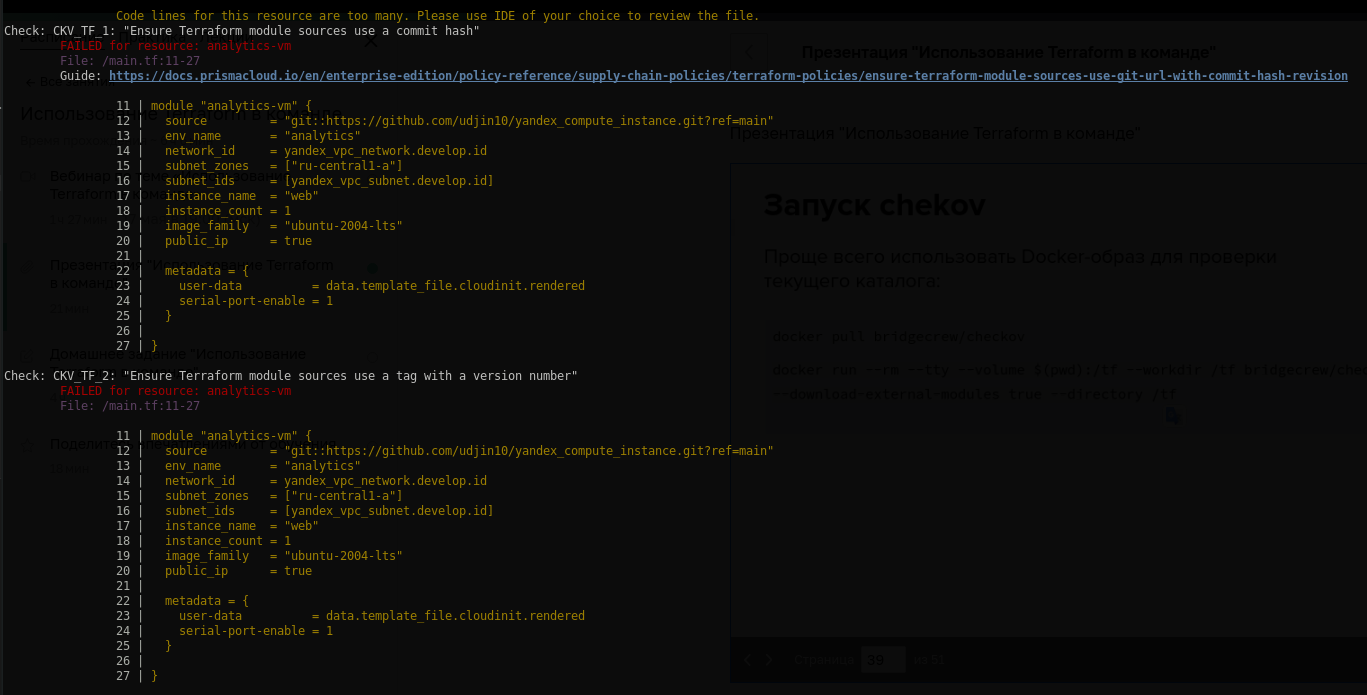 Code lines for this resource are too many. Please use IDE of your choice to review the file.
Check: CKV_TF_1: "Ensure Terraform module sources use a commit hash"
FAILED for resource: analytics-vm
File: /main.tf:11-27
Guide: https://docs.prismacloud.io/en/enterprise-edition/policy-reference/supply-chain-policies/terraform-policies/ensure-terraform-module-sources-use-git-url-with-commit-hash-revision
11 | module "analytics-vm" {
12 |   source         = "git::https://github.com/udjin10/yandex_compute_instance.git?ref=main"
13 |   env_name       = "analytics"
14 |   network_id     = yandex_vpc_network.develop.id
15 |   subnet_zones   = ["ru-central1-a"]
16 |   subnet_ids     = [yandex_vpc_subnet.develop.id]
17 |   instance_name  = "web"
18 |   instance_count = 1
19 |   image_family   = "ubuntu-2004-lts"
20 |   public_ip      = true
21 |
22 |   metadata = {
23 |     user-data          = data.template_file.cloudinit.rendered
24 |     serial-port-enable = 1
25 |   }
26 |
27 | }
Check: CKV_TF_2: "Ensure Terraform module sources use a tag with a version number"
FAILED for resource: analytics-vm
File: /main.tf:11-27
11 | module "analytics-vm" {
12 |   source         = "git::https://github.com/udjin10/yandex_compute_instance.git?ref=main"
13 |   env_name       = "analytics"
14 |   network_id     = yandex_vpc_network.develop.id
15 |   subnet_zones   = ["ru-central1-a"]
16 |   subnet_ids     = [yandex_vpc_subnet.develop.id]
17 |   instance_name  = "web"
18 |   instance_count = 1
19 |   image_family   = "ubuntu-2004-lts"
20 |   public_ip      = true
21 |
22 |   metadata = {
23 |     user-data          = data.template_file.cloudinit.rendered
24 |     serial-port-enable = 1
25 |   }
26 |
27 | }
Презентация "Использование Terraform в команде"
Презентация "Использование Terraform в команде"
Запуск chekov
Проще всего использовать Docker-образ для проверки
текущего каталога:
docker pull bridgecrew/checkov
docker run --rm --tty --volume $(pwd):/tf --workdir /tf
--download-external-modules true --directory /tf
Страница 39 из 51
Презентация "Использование Terraform
в команде"
Домашнее задание "Использование